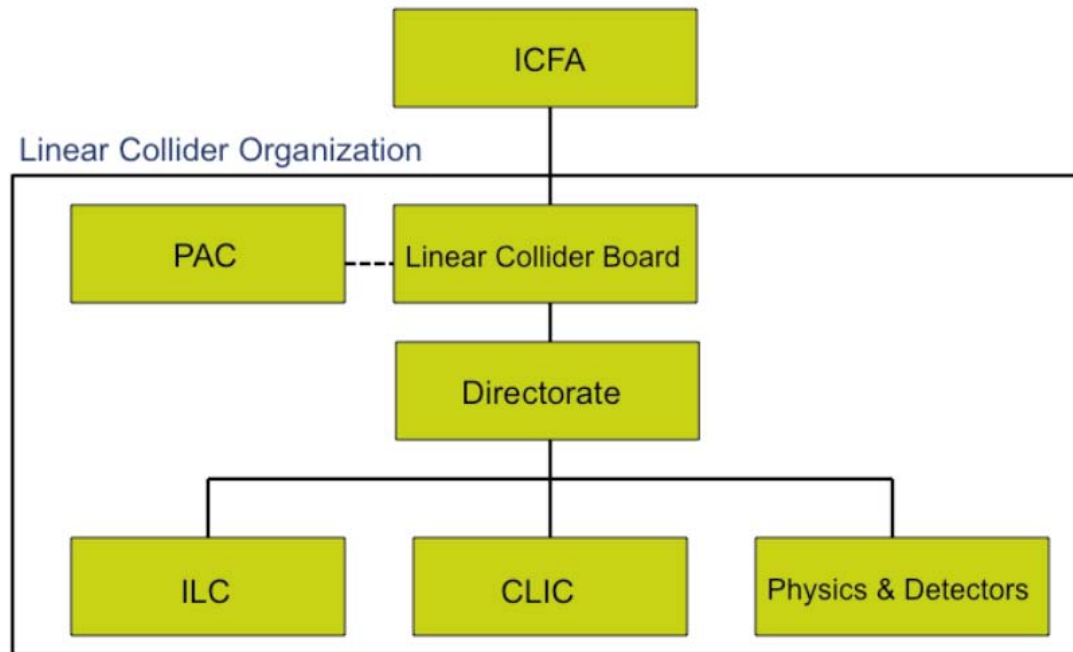 ICFA
Linear Collider Organization
PAC
Linear Collider Board
Directorate
ILC
CLIC
Physics & Detectors